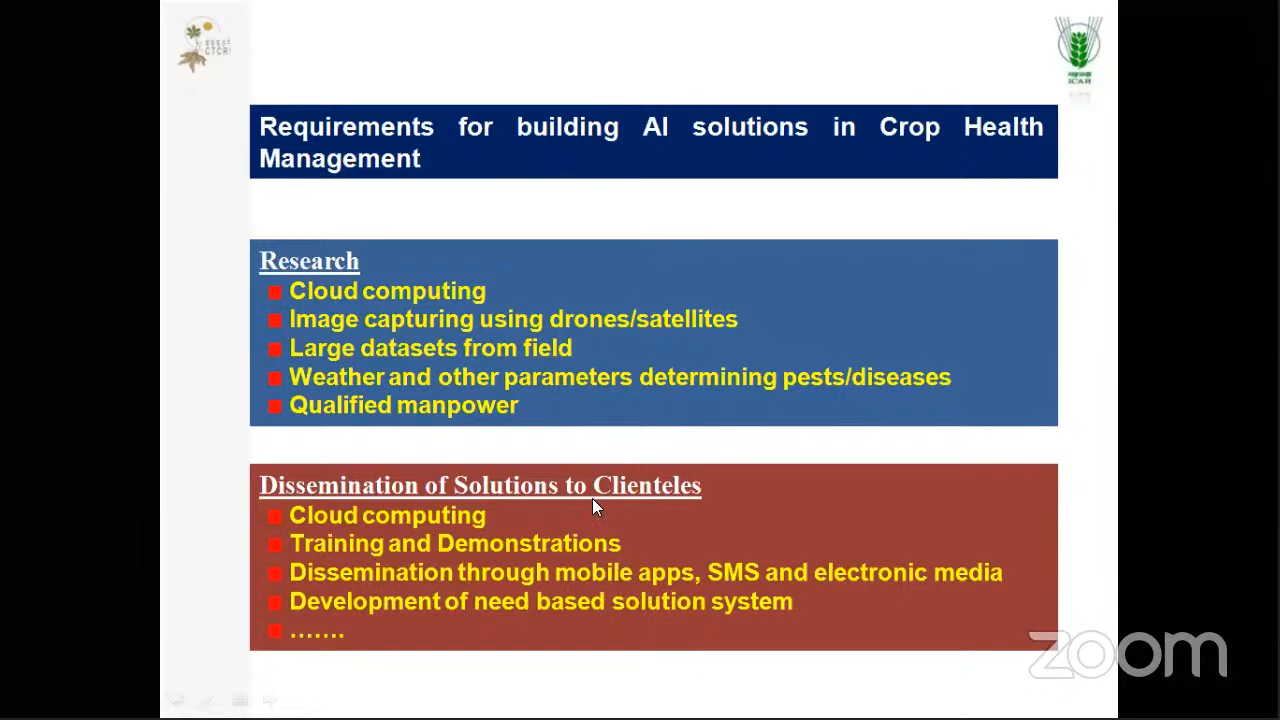 CTCRI
ICAR
Requirements for building AI solutions in Crop Health
Management
Research
Cloud computing
Image capturing using drones/satellites
Large datasets from field
Weather and other parameters determining pests/diseases
Qualified manpower
Dissemination of Solutions to Clienteles
Cloud computing
Training and Demonstrations
Dissemination through mobile apps, SMS and electronic media
Development of need based solution system
.......
zoom